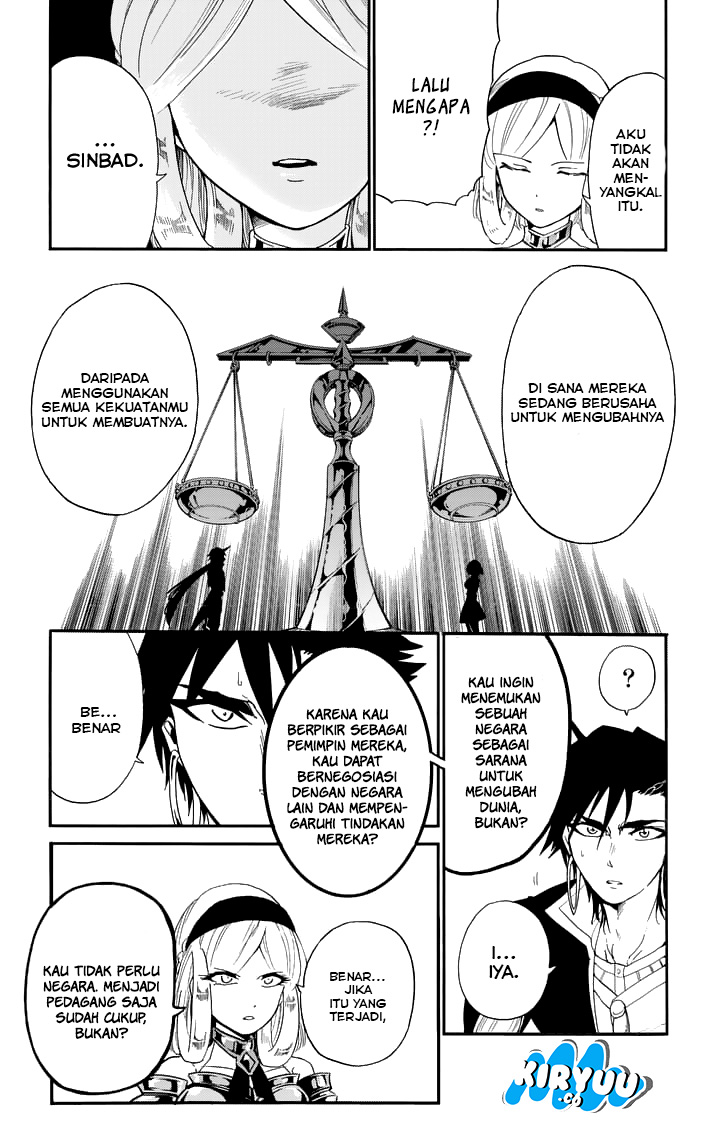 AKU
TIDAK
AKAN
MEN-
YANGKAL
ITU.
LALU
MENGAPA
?!
...
SINBAD.
DI SANA MEREKA
SEDANG BERUSAHA
UNTUK MENGUBAHNYA
DARIPADA
MENGGUNAKAN
SEMUA KEKUATANMU
UNTUK MEMBUATNYA.
?
KAU INGIN
MENEMUKAN
SEBUAH
NEGARA
SEBAGAI
SARANA
UNTUK
MENGUBAH
DUNIA,
BUKAN?
I...
IYA.
KARENA KAU
BERPIKIR SEBAGAI
PEMIMPIN MEREKA,
KAU DAPAT
BERNEGOSIASI
DENGAN NEGARA
LAIN DAN MEMPEN-
GARUHI TINDAKAN
MEREKA?
BE...
BENAR
BENAR...
JIKA
ITU YANG
TERJADI,
KAU TIDAK PERLU
NEGARA. MENJADI
PEDAGANG SAJA
SUDAH CUKUP,
BUKAN?
KIRYUU
.CO